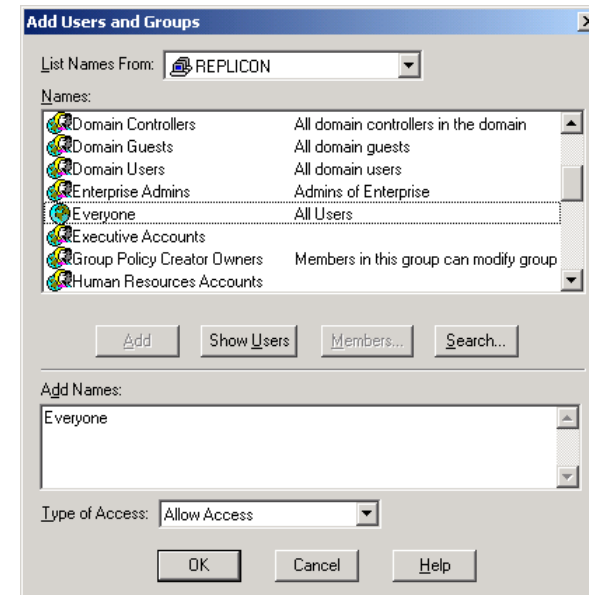 Add Users and Groups
List Names From: REPLICON
Names:
Domain Controllers All domain controllers in the domain
Domain Guests All domain guests
Domain Users All domain users
Enterprise Admins Admins of Enterprise
Everyone All Users
Executive Accounts
Group Policy Creator Owners Members in this group can modify group
Human Resources Accounts
Add Show Users Members... Search...
Add Names:
Everyone
Type of Access: Allow Access
OK Cancel Help